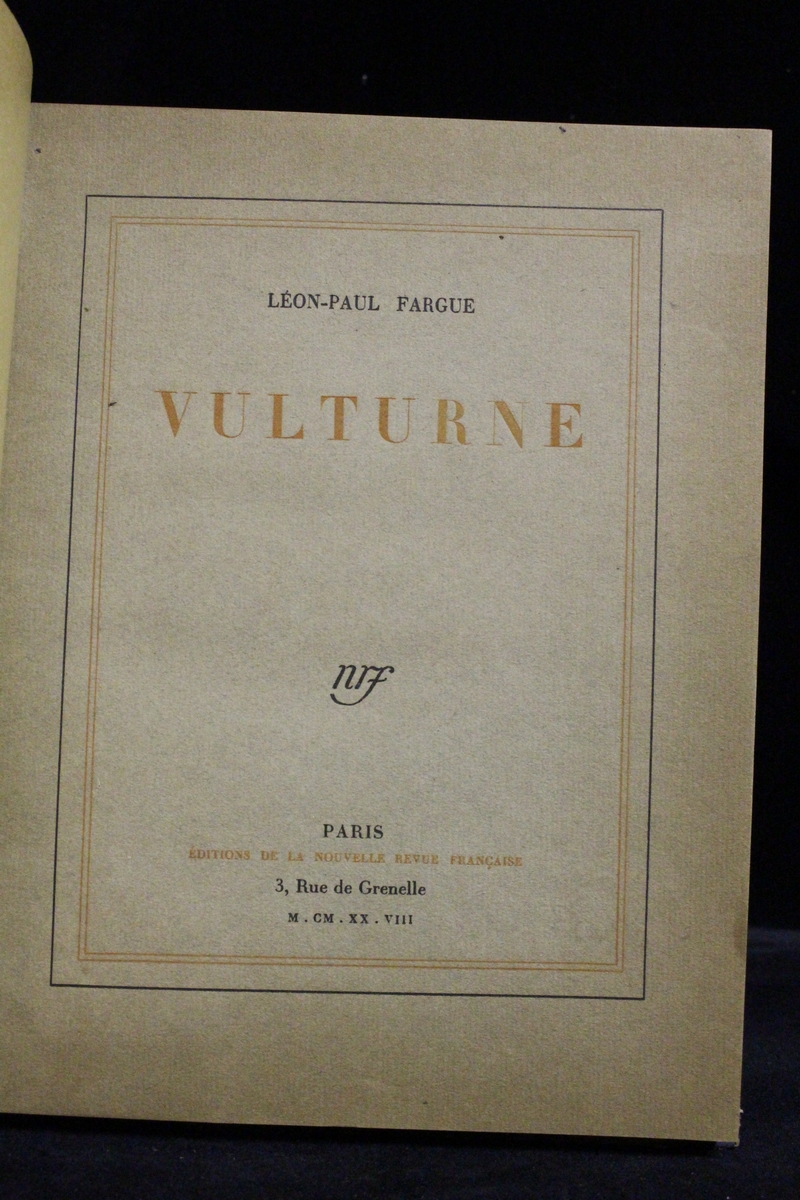 LÉON-PAUL FARGUE
VULTURNE
nrf
PARIS
ÉDITIONS DE LA NOUVELLE REVUE FRANÇAISE
3, Rue de Grenelle
M . CM . XX . VIII